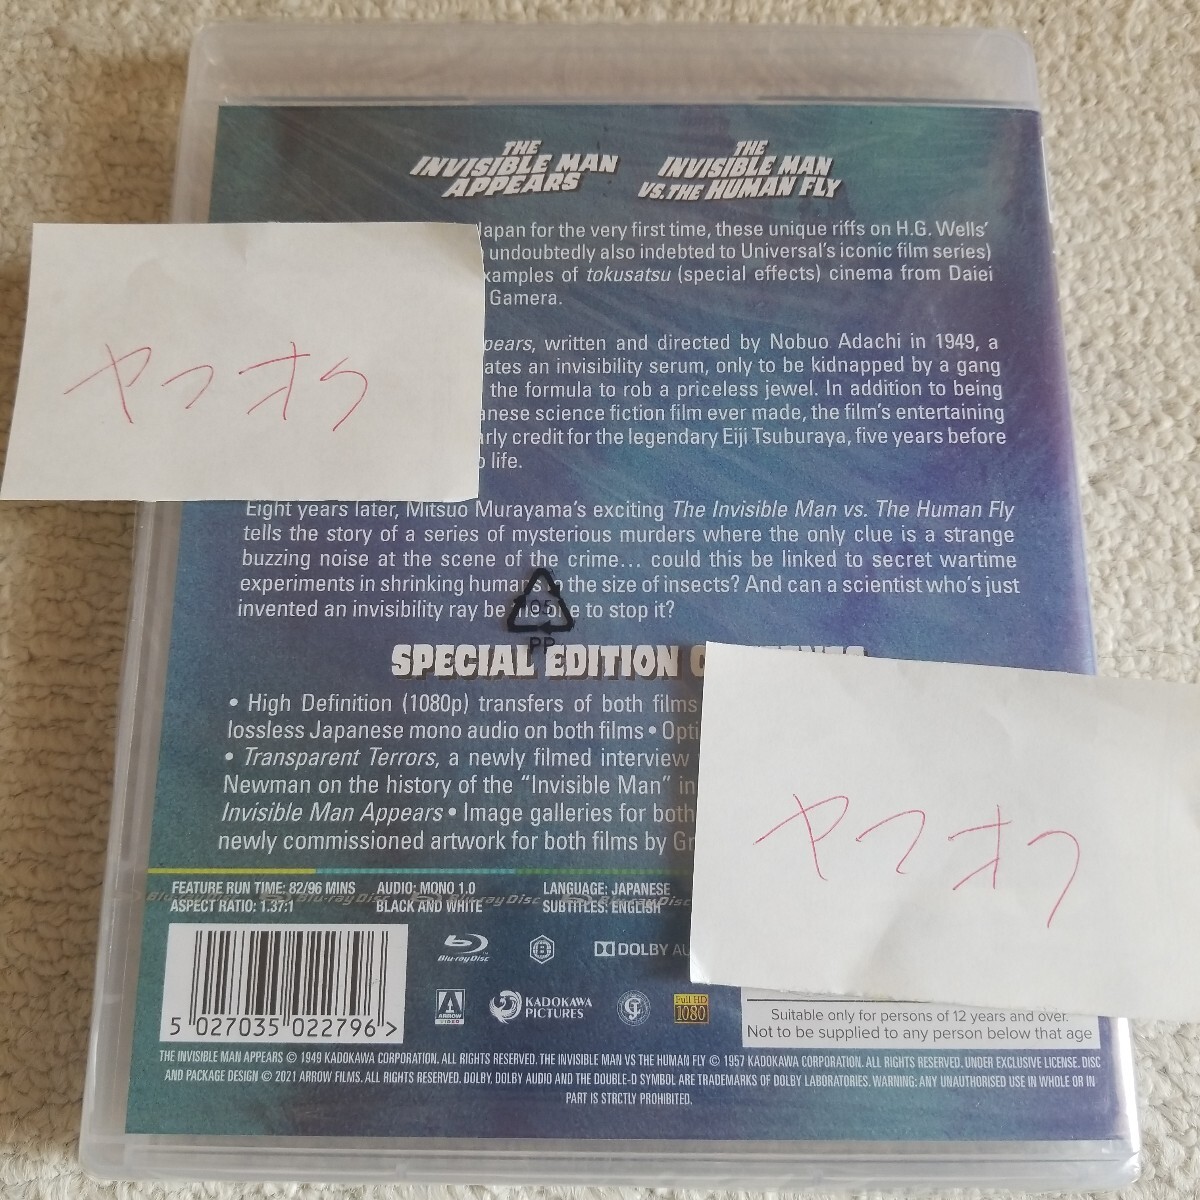 THE
INVISIBLE MAN
APPEARS
THE
INVISIBLE MAN
VS. THE HUMAN FLY
Japan for the very first time, these unique riffs on H.G. Wells’
undoubtedly also indebted to Universal’s iconic film series)
xamples of tokusatsu (special effects) cinema from Daiei
Gamera.
ヤフオク
pears, written and directed by Nobuo Adachi in 1949, a
ates an invisibility serum, only to be kidnapped by a gang
the formula to rob a priceless jewel. In addition to being
anese science fiction film ever made, the film’s entertaining
arly credit for the legendary Eiji Tsuburaya, five years before
life.
Eight years later, Mitsuo Murayama’s exciting The Invisible Man vs. The Human Fly
tells the story of a series of mysterious murders where the only clue is a strange
buzzing noise at the scene of the crime... could this be linked to secret wartime
experiments in shrinking humans to the size of insects? And can a scientist who’s just
invented an invisibility ray be the one to stop it?
95
PP
SPECIAL EDITION CONTENTS
• High Definition (1080p) transfers of both films
lossless Japanese mono audio on both films • Opti
• Transparent Terrors, a newly filmed interview
Newman on the history of the “Invisible Man” in
Invisible Man Appears • Image galleries for both
newly commissioned artwork for both films by Gr
ヤフオク
FEATURE RUN TIME: 82/96 MINS AUDIO: MONO 1.0 LANGUAGE: JAPANESE
ASPECT RATIO: 1.37:1 BLACK AND WHITE SUBTITLES: ENGLISH
Blu-ray Disc
DOLBY AU
ARROW
VIDEO
KADOKAWA
PICTURES
Full HD
1080
5 027035 022796 >
Suitable only for persons of 12 years and over.
Not to be supplied to any person below that age
THE INVISIBLE MAN APPEARS © 1949 KADOKAWA CORPORATION. ALL RIGHTS RESERVED. THE INVISIBLE MAN VS THE HUMAN FLY © 1957 KADOKAWA CORPORATION. ALL RIGHTS RESERVED. UNDER EXCLUSIVE LICENSE. DISC
AND PACKAGE DESIGN © 2021 ARROW FILMS. ALL RIGHTS RESERVED. DOLBY, DOLBY AUDIO AND THE DOUBLE-D SYMBOL ARE TRADEMARKS OF DOLBY LABORATORIES. WARNING: ANY UNAUTHORISED USE IN WHOLE OR IN
PART IS STRCTLY PROHIBITED.